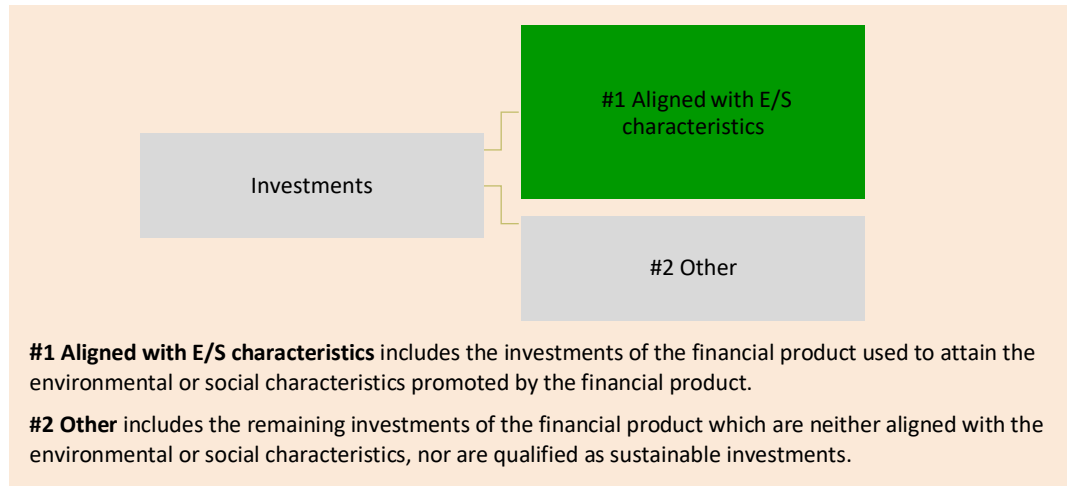 #1 Aligned with E/S
characteristics
Investments
#2 Other
#1 Aligned with E/S characteristics includes the investments of the financial product used to attain the
environmental or social characteristics promoted by the financial product.
#2 Other includes the remaining investments of the financial product which are neither aligned with the
environmental or social characteristics, nor are qualified as sustainable investments.